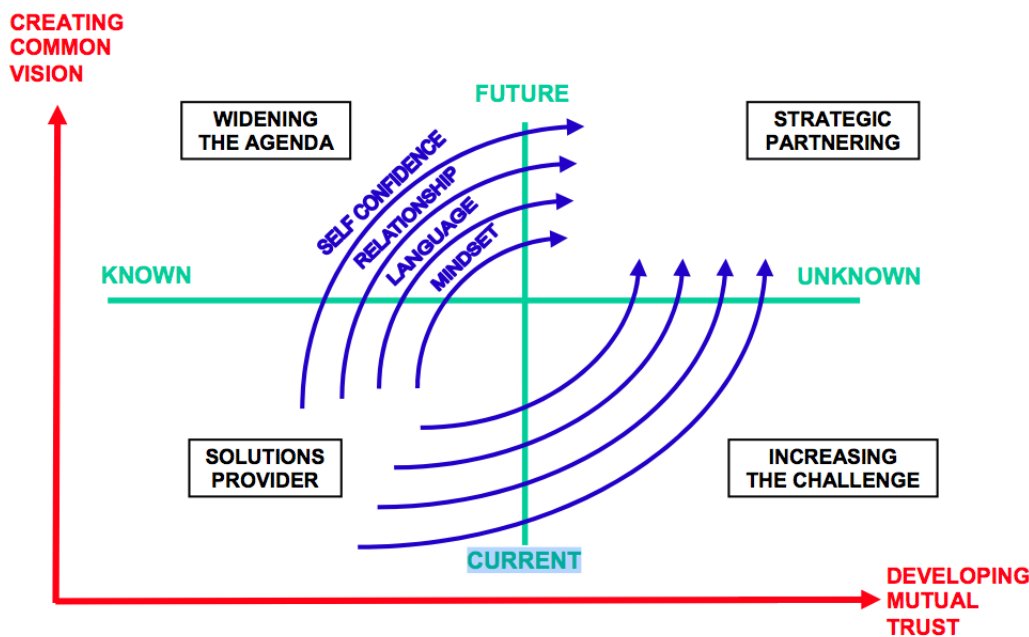 CREATING
COMMON
VISION
WIDENING
THE AGENDA
FUTURE
STRATEGIC
PARTNERING
SELF CONFIDENCE
RELATIONSHIP
LANGUAGE
MINDSET
KNOWN
UNKNOWN
SOLUTIONS
PROVIDER
INCREASING
THE CHALLENGE
CURRENT
DEVELOPING
MUTUAL
TRUST